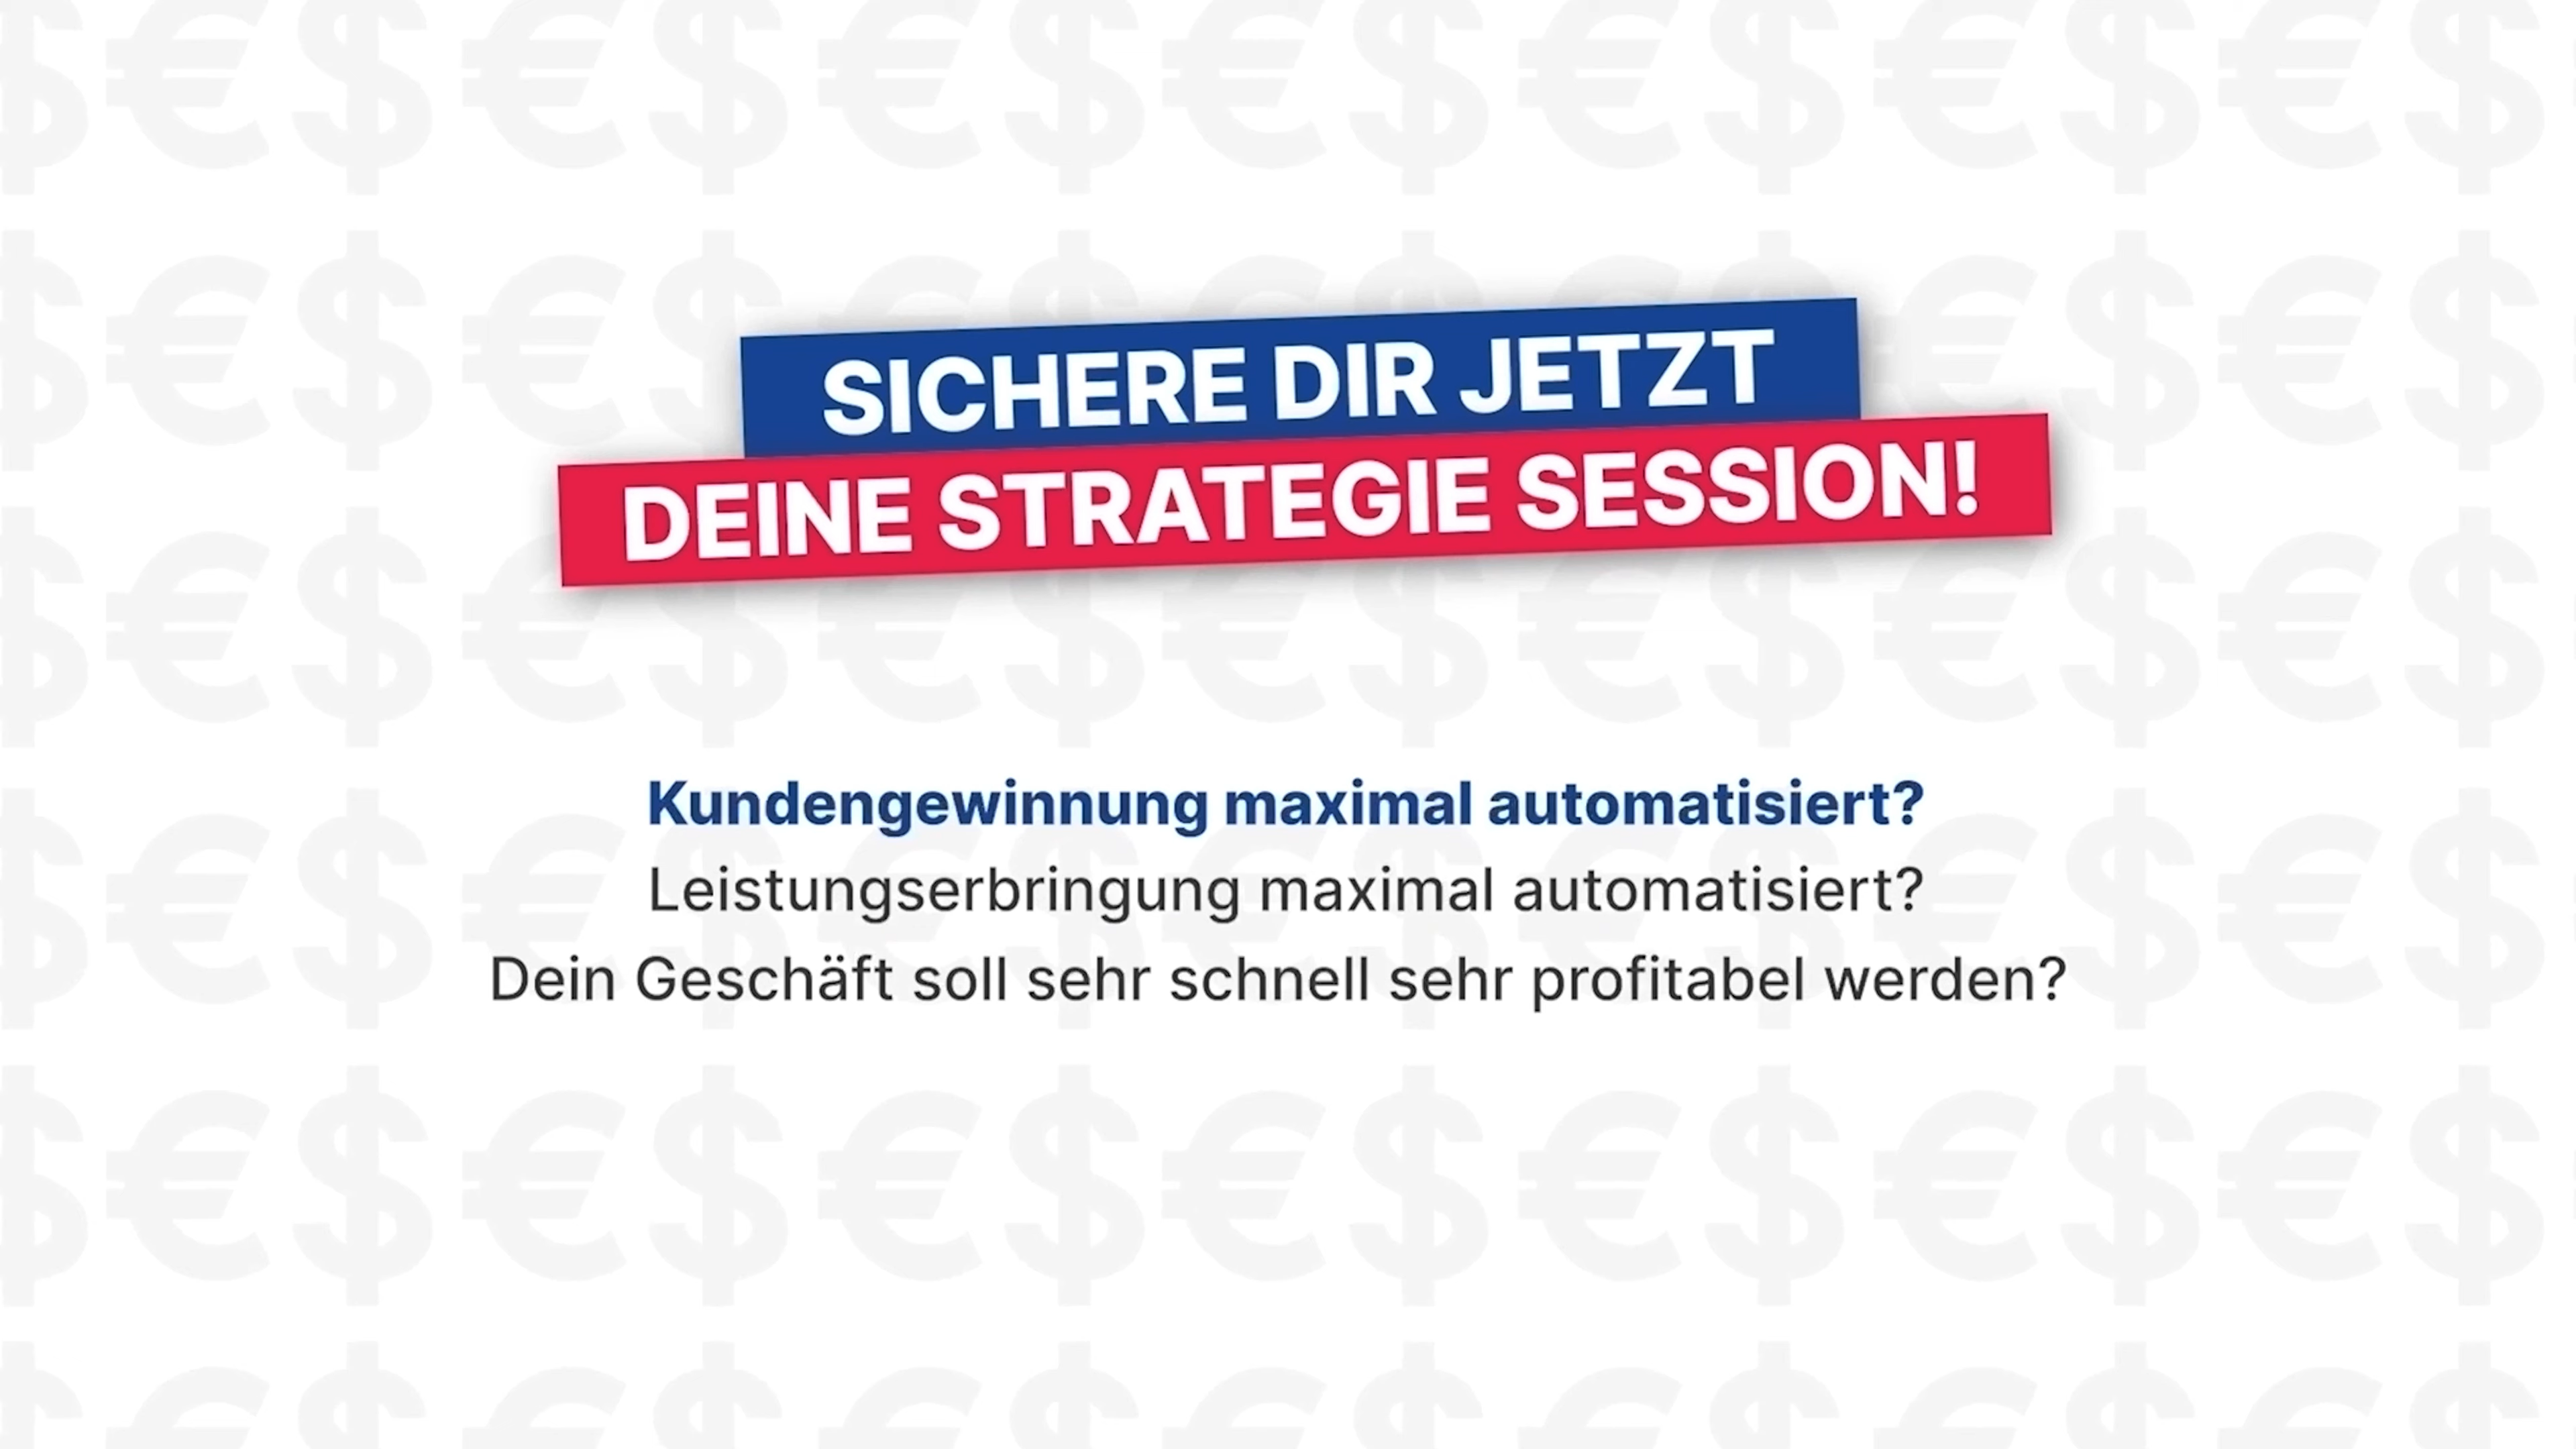 SICHERE DIR JETZT
DEINE STRATEGIE SESSION!
Kundengewinnung maximal automatisiert?
Leistungserbringung maximal automatisiert?
Dein Geschäft soll sehr schnell sehr profitabel werden?